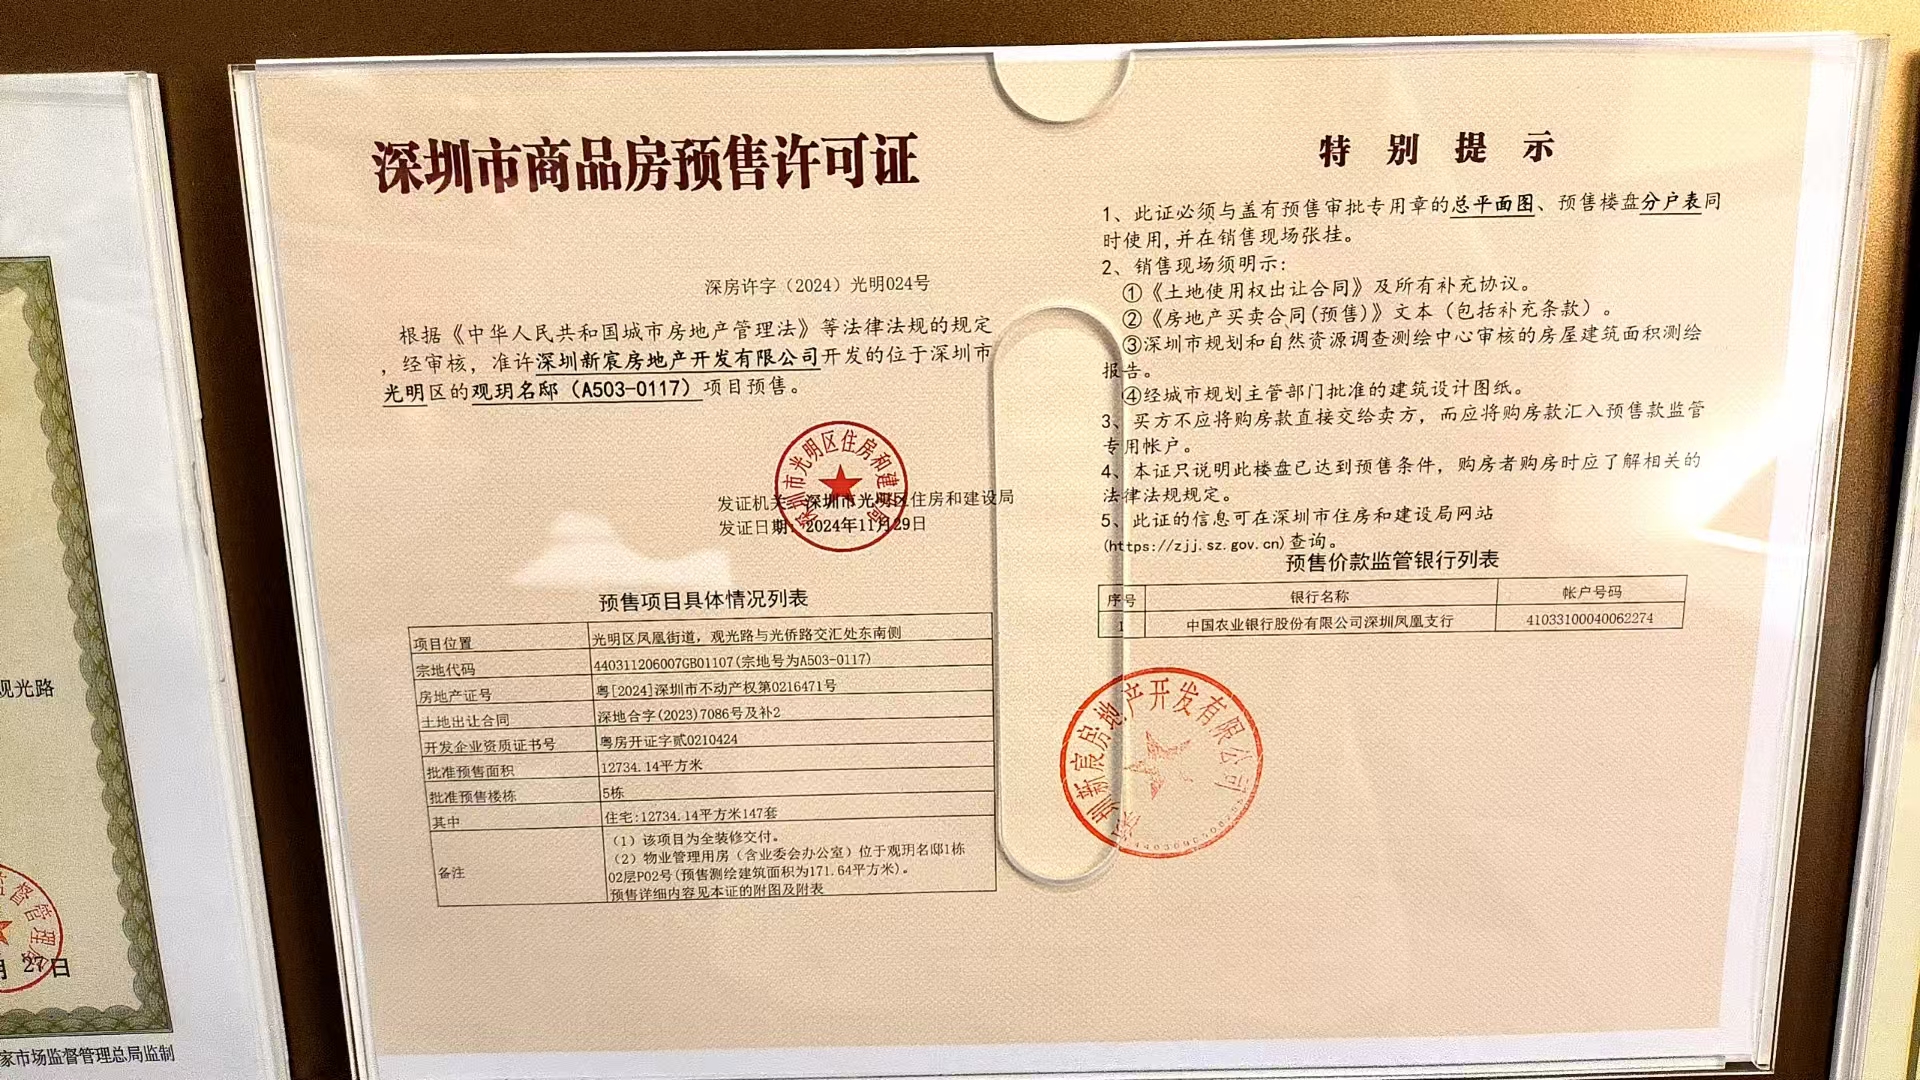 深圳市商品房预售许可证
深房许字（2024）光明024号
根据《中华人民共和国城市房地产管理法》等法律法规的规定
，经审核，准许深圳新宸房地产开发有限公司开发的位于深圳市
光明区的观玥名邸（A503-0117）项目预售。
深圳市光明区住房和建设局
发证机关：深圳市光明区住房和建设局
发证日期：2024年11月29日
预售项目具体情况列表
项目位置 光明区凤凰街道，观光路与光侨路交汇处东南侧
宗地代码 440311206007GB01107(宗地号为A503-0117)
房地产证号 粤[2024]深圳市不动产权第0216471号
土地出让合同 深地合字(2023)7086号及补2
开发企业资质证书号 粤房开证字贰0210424
批准预售面积 12734.14平方米
批准预售楼栋 5栋
其中 住宅:12734.14平方米147套
备注 （1）该项目为全装修交付。
（2）物业管理用房（含业委会办公室）位于观玥名邸1栋
02层P02号(预售测绘建筑面积为171.64平方米)。
预售详细内容见本证的附图及附表
特别提示
1、此证必须与盖有预售审批专用章的总平面图、预售楼盘分户表同
时使用,并在销售现场张挂。
2、销售现场须明示:
①《土地使用权出让合同》及所有补充协议。
②《房地产买卖合同(预售)》文本（包括补充条款）。
③深圳市规划和自然资源调查测绘中心审核的房屋建筑面积测绘
报告。
④经城市规划主管部门批准的建筑设计图纸。
3、买方不应将购房款直接交给卖方，而应将购房款汇入预售款监管
专用帐户。
4、本证只说明此楼盘已达到预售条件，购房者购房时应了解相关的
法律法规规定。
5、此证的信息可在深圳市住房和建设局网站
(https://zjj.sz.gov.cn)查询。
预售价款监管银行列表
序号 银行名称 帐户号码
1 中国农业银行股份有限公司深圳凤凰支行 41033100040062274
深圳新宸房地产开发有限公司
观光路
督管理局
月27日
家市场监督管理总局监制